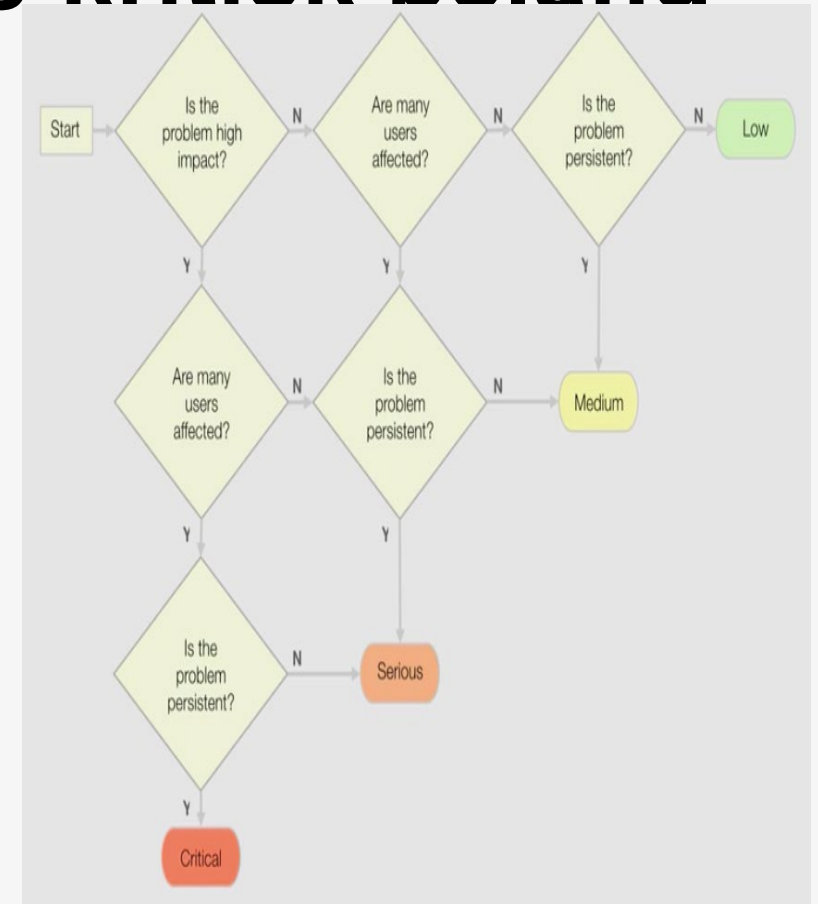 Start
Is the
problem high
impact?
N
Are many
users
affected?
N
Is the
problem
persistent?
N
Low
Y
Y
Y
Are many
users
affected?
N
Is the
problem
persistent?
N
Medium
Y
Y
Is the
problem
persistent?
N
Serious
Y
Critical